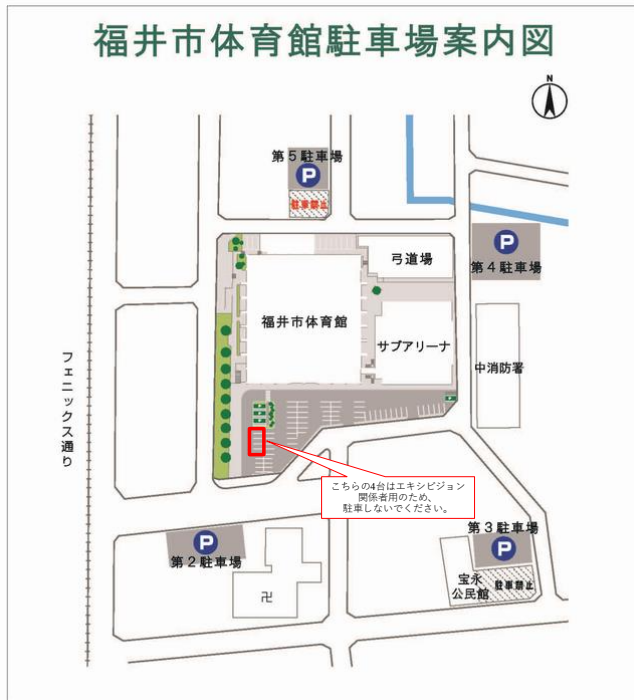 福井市体育館駐車場案内図
N
第5駐車場
P
駐車禁止
P
第4駐車場
弓道場
福井市体育館
サブアリーナ
中消防署
フェニックス通り
こちらの4台はエキシビジョン
関係者用のため、
駐車しないでください。
P
第2駐車場
卍
第3駐車場
P
宝永
公民館
駐車禁止